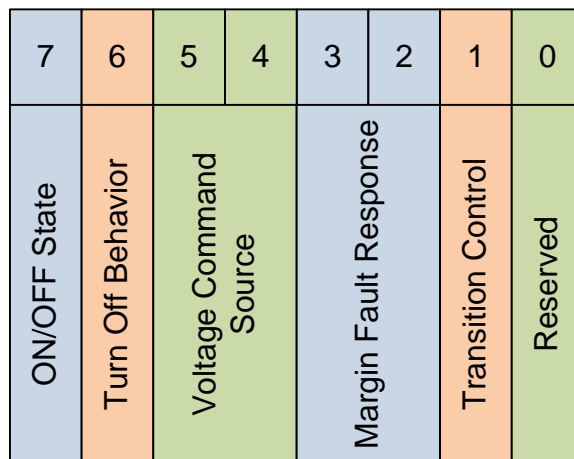 7 6 5 4 3 2 1 0
ON/OFF State
Turn Off Behavior
Voltage Command
Source
Margin Fault Response
Transition Control
Reserved